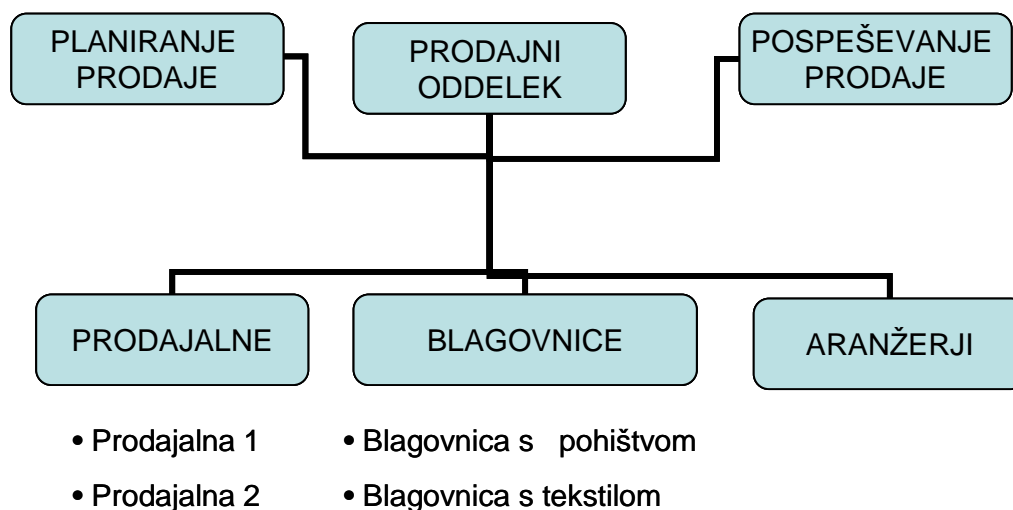 PLANIRANJE
PRODAJE
PRODAJNI
ODDELEK
POSPEŠEVANJE
PRODAJE
PRODAJALNE
BLAGOVNICE
ARANŽERJI
• Prodajalna 1
• Prodajalna 2
• Blagovnica s pohištvom
• Blagovnica s tekstilom